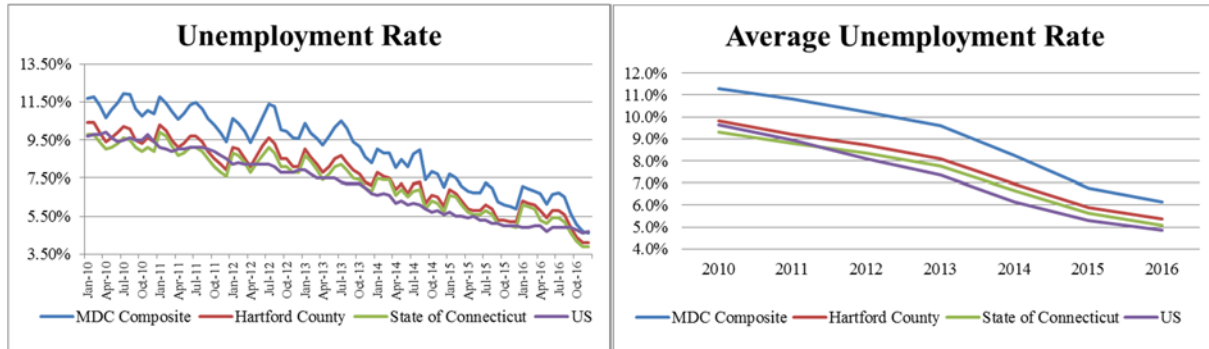 Unemployment Rate
13.50%
11.50%
9.50%
7.50%
5.50%
3.50%
Jan-10
Apr-10
Jul-10
Oct-10
Jan-11
Apr-11
Jul-11
Oct-11
Jan-12
Apr-12
Jul-12
Oct-12
Jan-13
Apr-13
Jul-13
Oct-13
Jan-14
Apr-14
Jul-14
Oct-14
Jan-15
Apr-15
Jul-15
Oct-15
Jan-16
Apr-16
Jul-16
Oct-16
MDC Composite Hartford County State of Connecticut US
Average Unemployment Rate
12.0%
11.0%
10.0%
9.0%
8.0%
7.0%
6.0%
5.0%
4.0%
2010 2011 2012 2013 2014 2015 2016
MDC Composite Hartford County State of Connecticut US